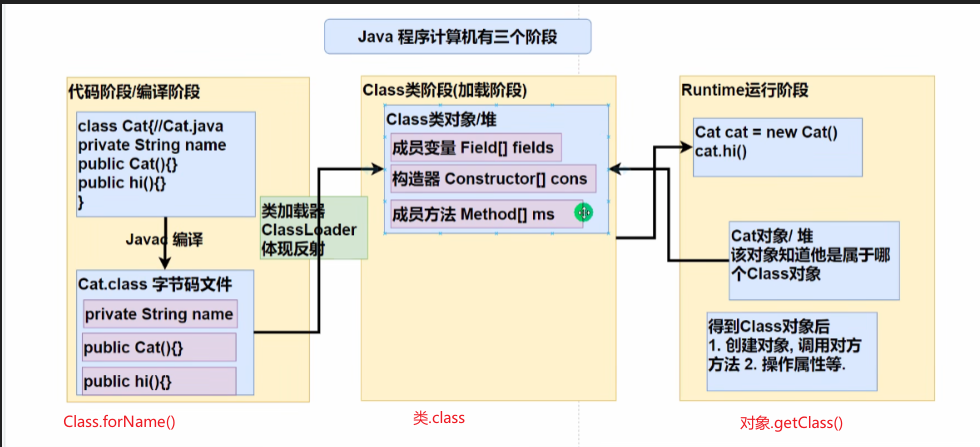 Java 程序计算机有三个阶段
代码阶段/编译阶段
class Cat{//Cat.java
private String name
public Cat(){}
public hi(){}
}
Javac 编译
Cat.class 字节码文件
private String name
public Cat(){}
public hi(){}
类加载器
ClassLoader
体现反射
Class类阶段(加载阶段)
Class类对象/堆
成员变量 Field[] fields
构造器 Constructor[] cons
成员方法 Method[] ms
Runtime运行阶段
Cat cat = new Cat()
cat.hi()
Cat对象/ 堆
该对象知道他是属于哪
个Class对象
得到Class对象后
1. 创建对象, 调用对方
方法 2. 操作属性等.
Class.forName()
类.class
对象.getClass()